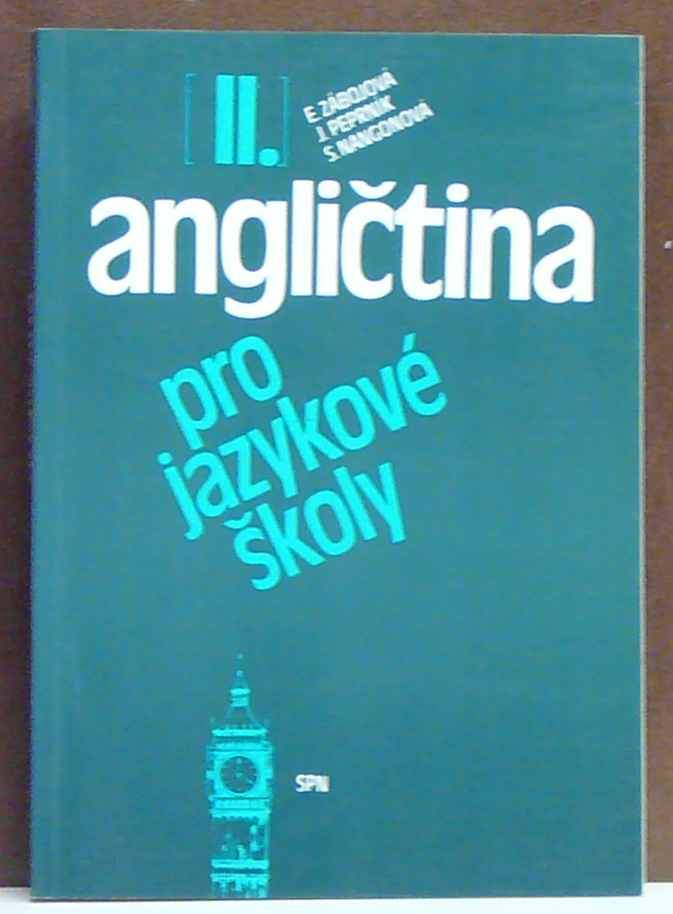 [II.]
E. ZÁBOJOVÁ
J. PEPRNÍK
S. NANGONOVÁ
angličtina
pro
jazykové
školy
SPN